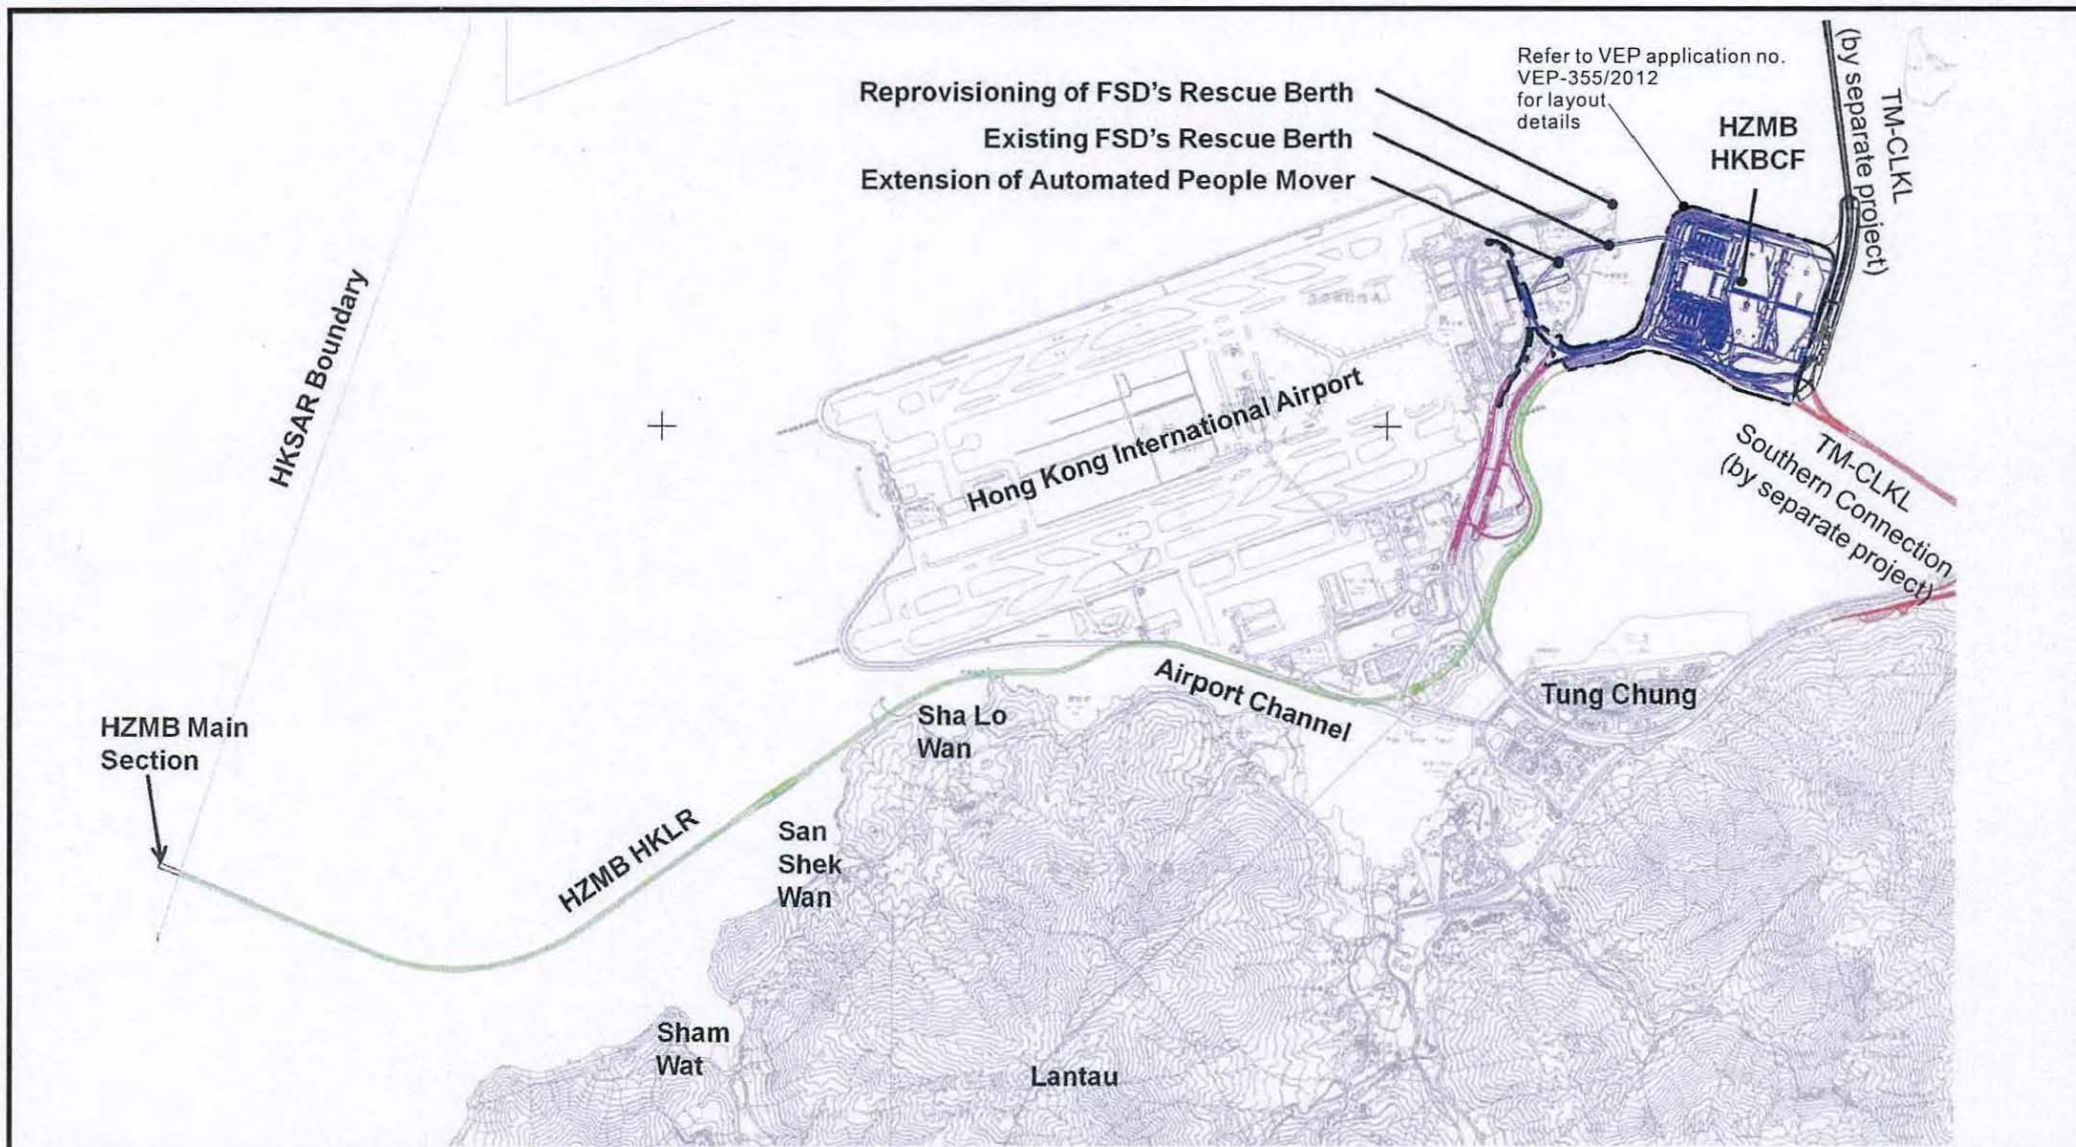 Refer to VEP application no.
VEP-355/2012
for layout
details
Reprovisioning of FSD's Rescue Berth
Existing FSD's Rescue Berth
Extension of Automated People Mover
HZMB
HKBCF
TM-CLKL
(by separate project)
HKSAR Boundary
Hong Kong International Airport
TM-CLKL
Southern Connection
(by separate project)
Airport Channel
Tung Chung
Sha Lo
Wan
HZMB Main
Section
HZMB HKLR
San
Shek
Wan
Sham
Wat
Lantau